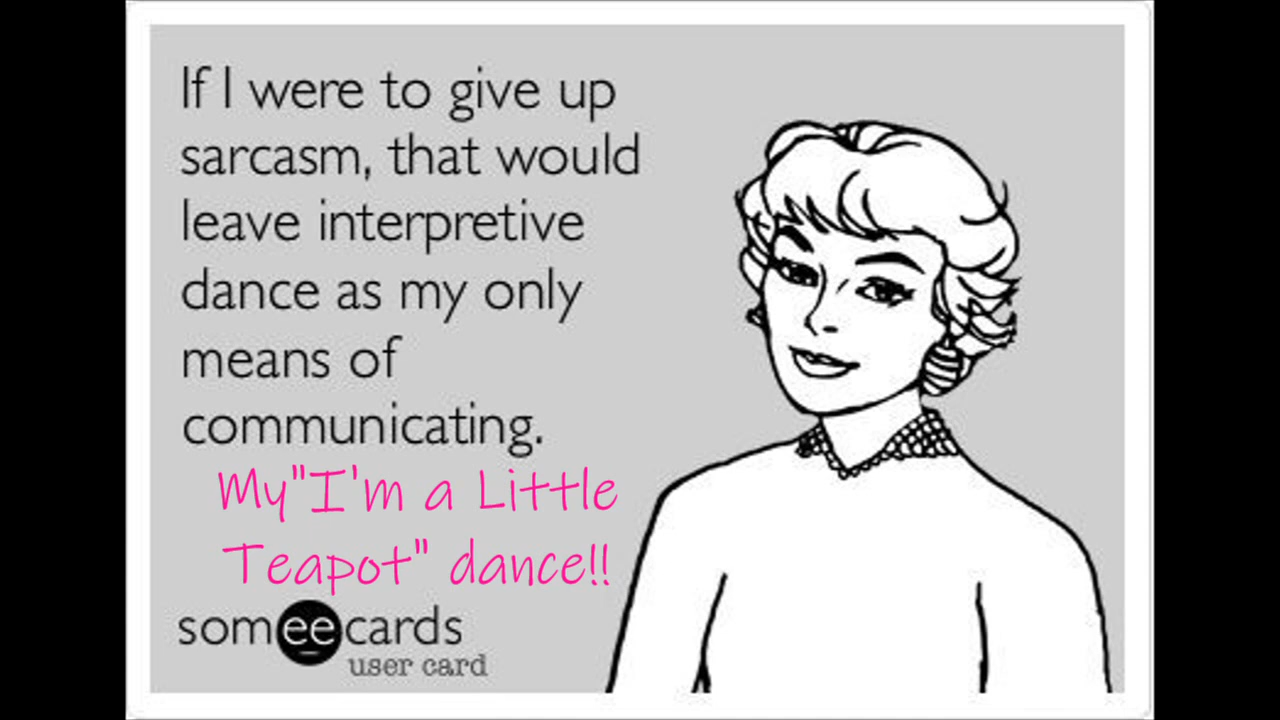 If I were to give up
sarcasm, that would
leave interpretive
dance as my only
means of
communicating.
My"I'm a Little
Teapot" dance!!
someecards
user card